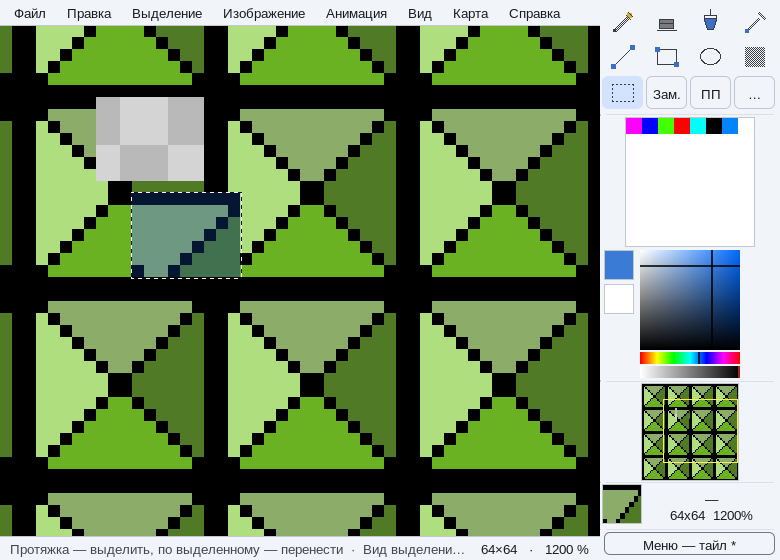 Файл Правка Выделение Изображение Анимация Вид Карта Справка
Зам. ПП ...
—
64x64 1200%
Протяжка — выделить, по выделенному — перенести · Вид выделени... 64×64 · 1200 %
Меню — тайл *